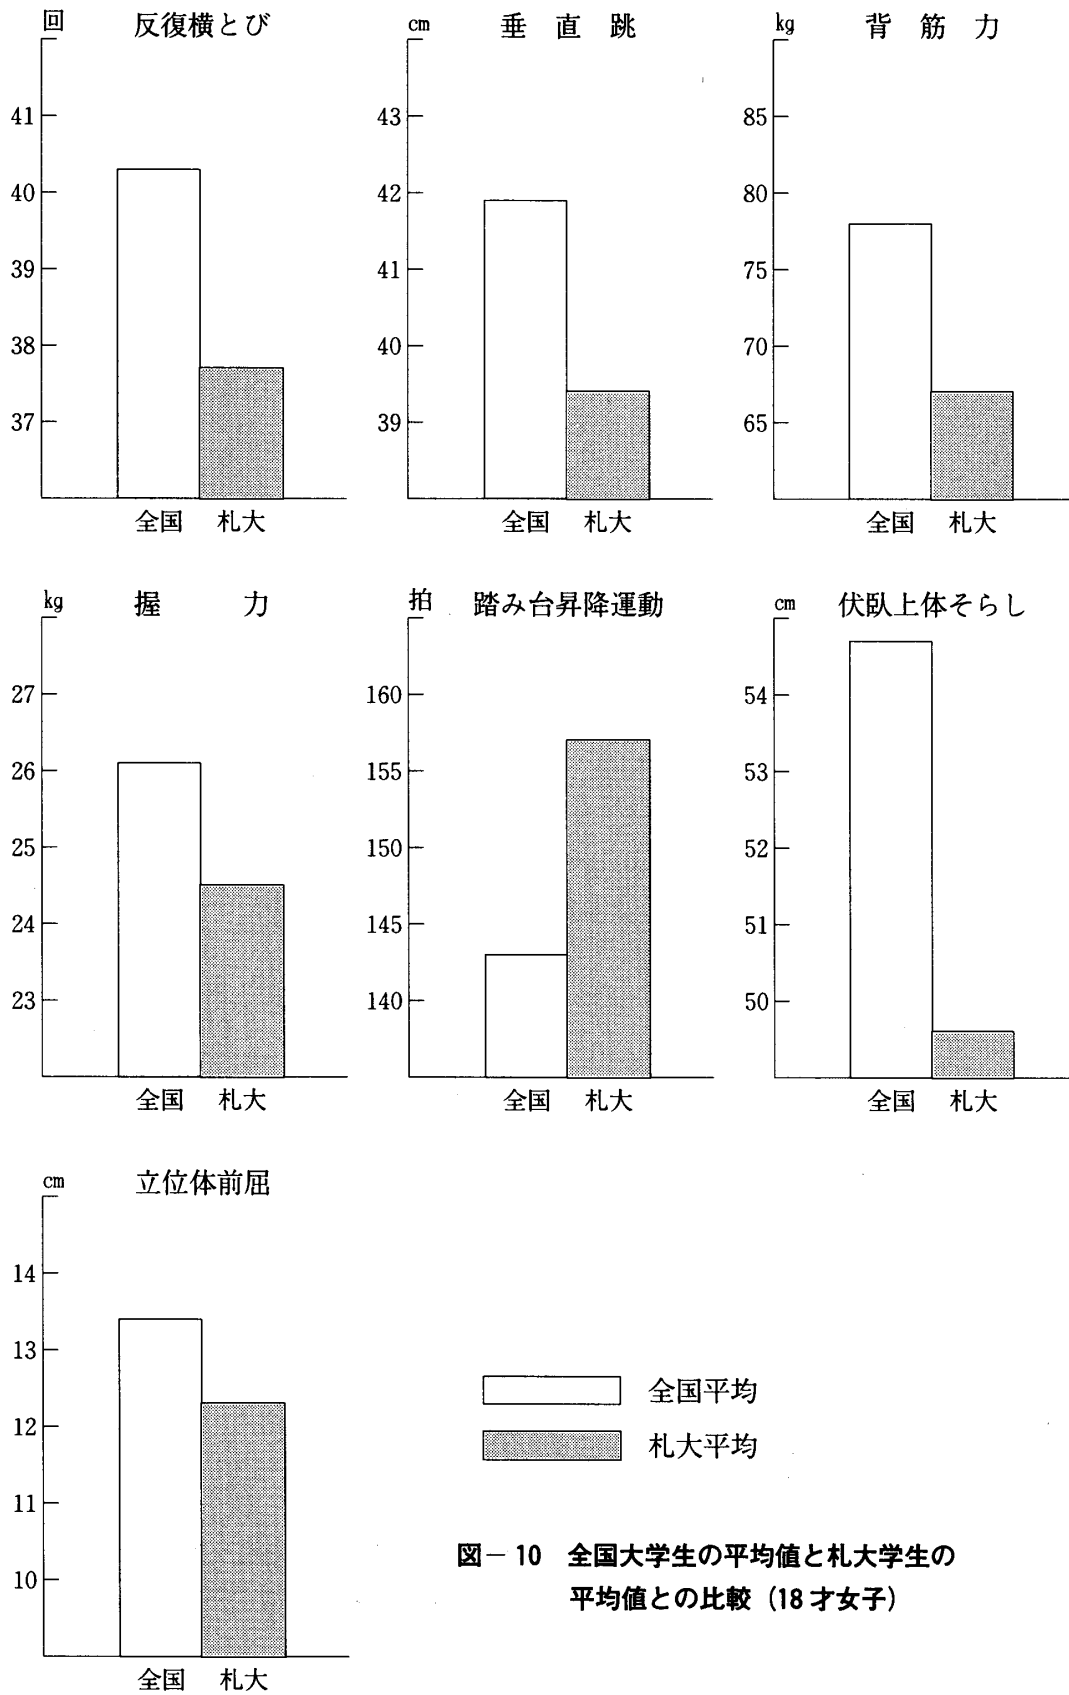 回 反復横とび
41
40
39
38
37
全国 札大
cm 垂直跳
43
42
41
40
39
全国 札大
kg 背筋力
85
80
75
70
65
全国 札大
kg 握力
27
26
25
24
23
全国 札大
拍 踏み台昇降運動
160
155
150
145
140
全国 札大
cm 伏臥上体そらし
54
53
52
51
50
全国 札大
cm 立位体前屈
14
13
12
11
10
全国 札大
全国平均
札大平均
図－10 全国大学生の平均値と札大学生の
平均値との比較（18才女子）